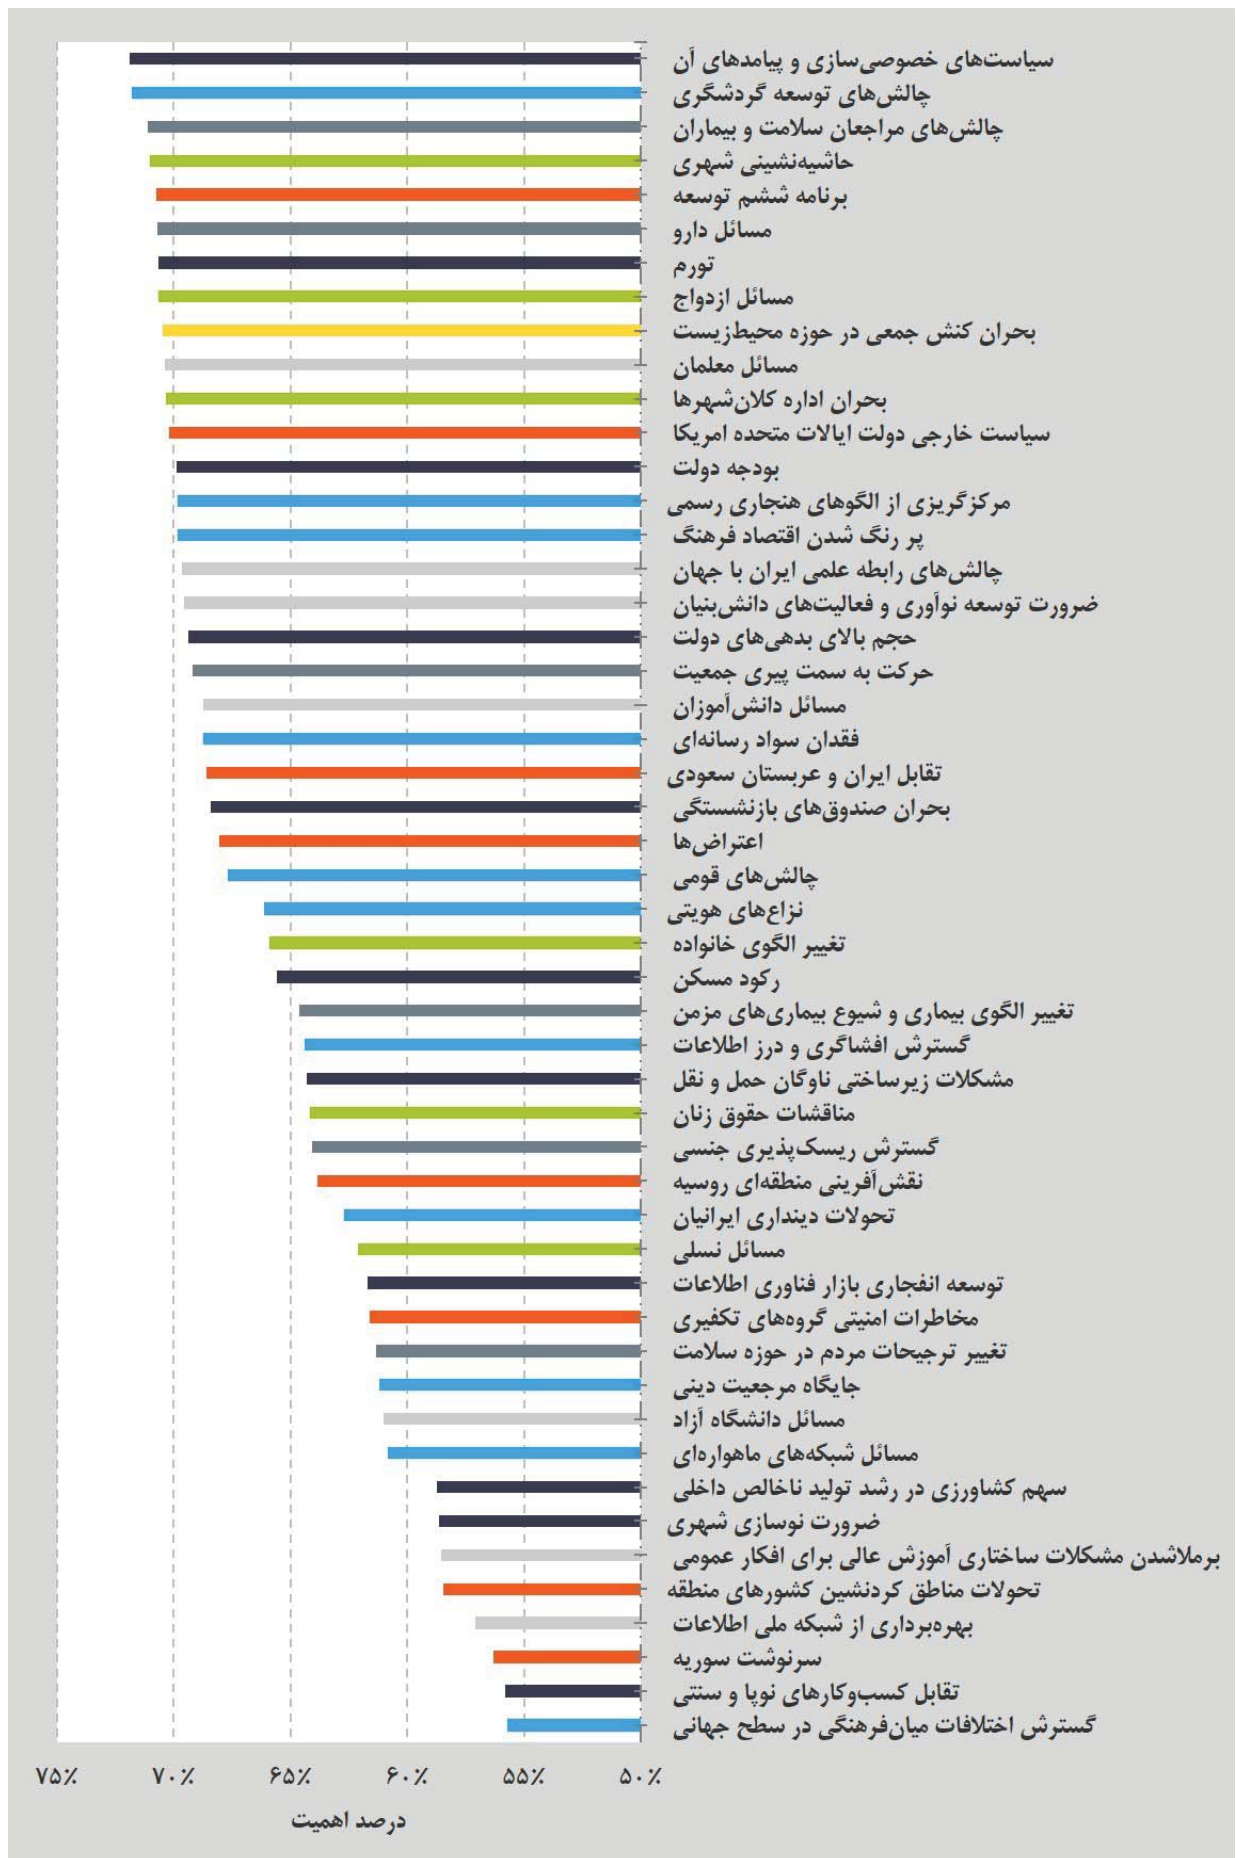 سیاست‌های خصوصی‌سازی و پیامدهای آن
چالش‌های توسعه گردشگری
چالش‌های مراجعان سلامت و بیماران
حاشیه‌نشینی شهری
برنامه ششم توسعه
مسائل دارو
تورم
مسائل ازدواج
بحران کنش جمعی در حوزه محیط‌زیست
مسائل معلمان
بحران اداره کلان‌شهرها
سیاست خارجی دولت ایالات متحده امریکا
بودجه دولت
مرکزگریزی از الگوهای هنجاری رسمی
پر رنگ شدن اقتصاد فرهنگ
چالش‌های رابطه علمی ایران با جهان
ضرورت توسعه نوآوری و فعالیت‌های دانش‌بنیان
حجم بالای بدهی‌های دولت
حرکت به سمت پیری جمعیت
مسائل دانش‌آموزان
فقدان سواد رسانه‌ای
تقابل ایران و عربستان سعودی
بحران صندوق‌های بازنشستگی
اعتراض‌ها
چالش‌های قومی
نزاع‌های هویتی
تغییر الگوی خانواده
رکود مسکن
تغییر الگوی بیماری و شیوع بیماری‌های مزمن
گسترش افشاگری و درز اطلاعات
مشکلات زیرساختی ناوگان حمل و نقل
مناقشات حقوق زنان
گسترش ریسک‌پذیری جنسی
نقش‌آفرینی منطقه‌ای روسیه
تحولات دینداری ایرانیان
مسائل نسلی
توسعه انفجاری بازار فناوری اطلاعات
مخاطرات امنیتی گروه‌های تکفیری
تغییر ترجیحات مردم در حوزه سلامت
جایگاه مرجعیت دینی
مسائل دانشگاه آزاد
مسائل شبکه‌های ماهواره‌ای
سهم کشاورزی در رشد تولید ناخالص داخلی
ضرورت نوسازی شهری
برملاشدن مشکلات ساختاری آموزش عالی برای افکار عمومی
تحولات مناطق کردنشین کشورهای منطقه
بهره‌برداری از شبکه ملی اطلاعات
سرنوشت سوریه
تقابل کسب‌وکارهای نوپا و سنتی
گسترش اختلافات میان‌فرهنگی در سطح جهانی
۵۰٪ ۵۵٪ ۶۰٪ ۶۵٪ ۷۰٪ ۷۵٪
درصد اهمیت